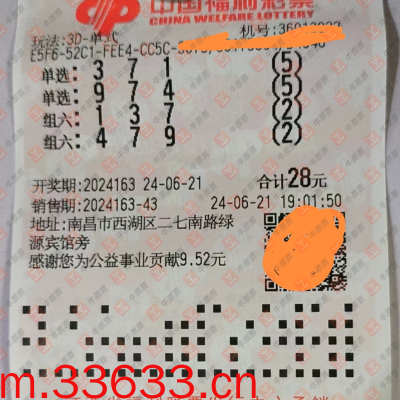 中国福利彩票
CHINA WELFARE LOTTERY
玩法:3D-单式 机号:
E5F6-52C1-FEE4-CC5C-
单选: 3 7 1 (5)
单选: 9 7 4 (5)
组六: 1 3 7 (2)
组六: 4 7 9 (2)
开奖期:2024163 24-06-21 合计28元
销售期:2024163-43 24-06-21 19:01:50
地址:南昌市西湖区二七南路绿
源宾馆旁
感谢您为公益事业贡献9.52元
m.33633.cn